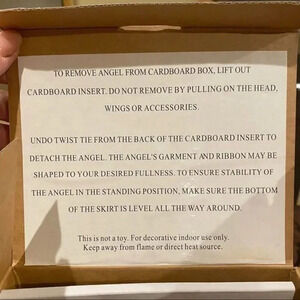 TO REMOVE ANGEL FROM CARDBOARD BOX, LIFT OUT
CARDBOARD INSERT. DO NOT REMOVE BY PULLING ON THE HEAD,
WINGS OR ACCESSORIES.
UNDO TWIST TIE FROM THE BACK OF THE CARDBOARD INSERT TO
DETACH THE ANGEL. THE ANGEL'S GARMENT AND RIBBON MAY BE
SHAPED TO YOUR DESIRED FULLNESS. TO ENSURE STABILITY OF
THE ANGEL IN THE STANDING POSITION, MAKE SURE THE BOTTOM
OF THE SKIRT IS LEVEL ALL THE WAY AROUND.
This is not a toy. For decorative indoor use only.
Keep away from flame or direct heat source.